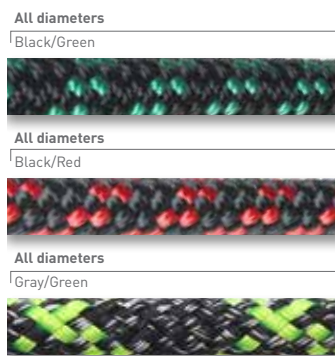 All diameters
Black/Green
All diameters
Black/Red
All diameters
Gray/Green